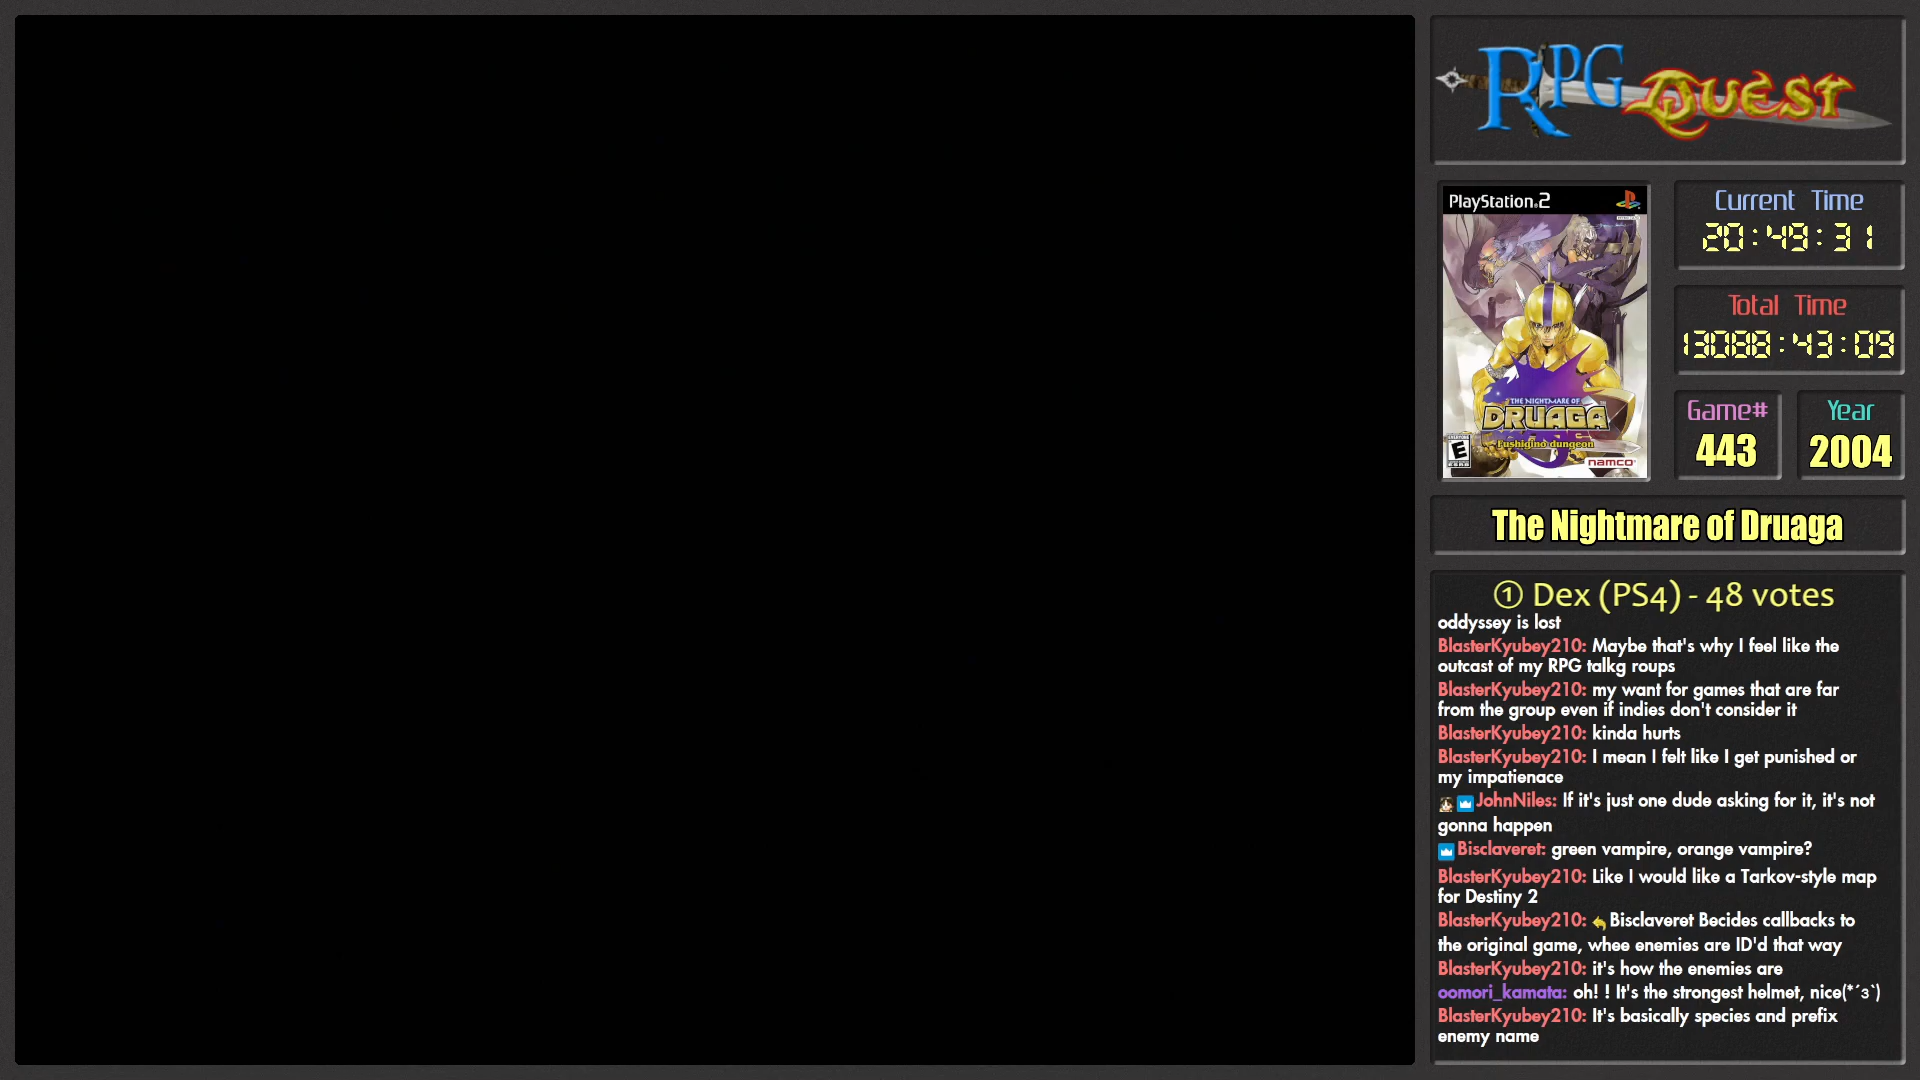 RPG Quest
PlayStation.2
THE NIGHTMARE OF
DRUAGA
Fushigino dungeon
EVERYONE
E
ESRB
namco
Current Time
20:49:31
Total Time
13088:43:09
Game#
443
Year
2004
The Nightmare of Druaga
① Dex (PS4) - 48 votes
oddyssey is lost
BlasterKyubey210: Maybe that's why I feel like the
outcast of my RPG talkg roups
BlasterKyubey210: my want for games that are far
from the group even if indies don't consider it
BlasterKyubey210: kinda hurts
BlasterKyubey210: I mean I felt like I get punished or
my impatienace
JohnNiles: If it's just one dude asking for it, it's not
gonna happen
Bisclaveret: green vampire, orange vampire?
BlasterKyubey210: Like I would like a Tarkov-style map
for Destiny 2
BlasterKyubey210: Bisclaveret Becides callbacks to
the original game, whee enemies are ID'd that way
BlasterKyubey210: it's how the enemies are
oomori_kamata: oh! ! It's the strongest helmet, nice(*´з`)
BlasterKyubey210: It's basically species and prefix
enemy name